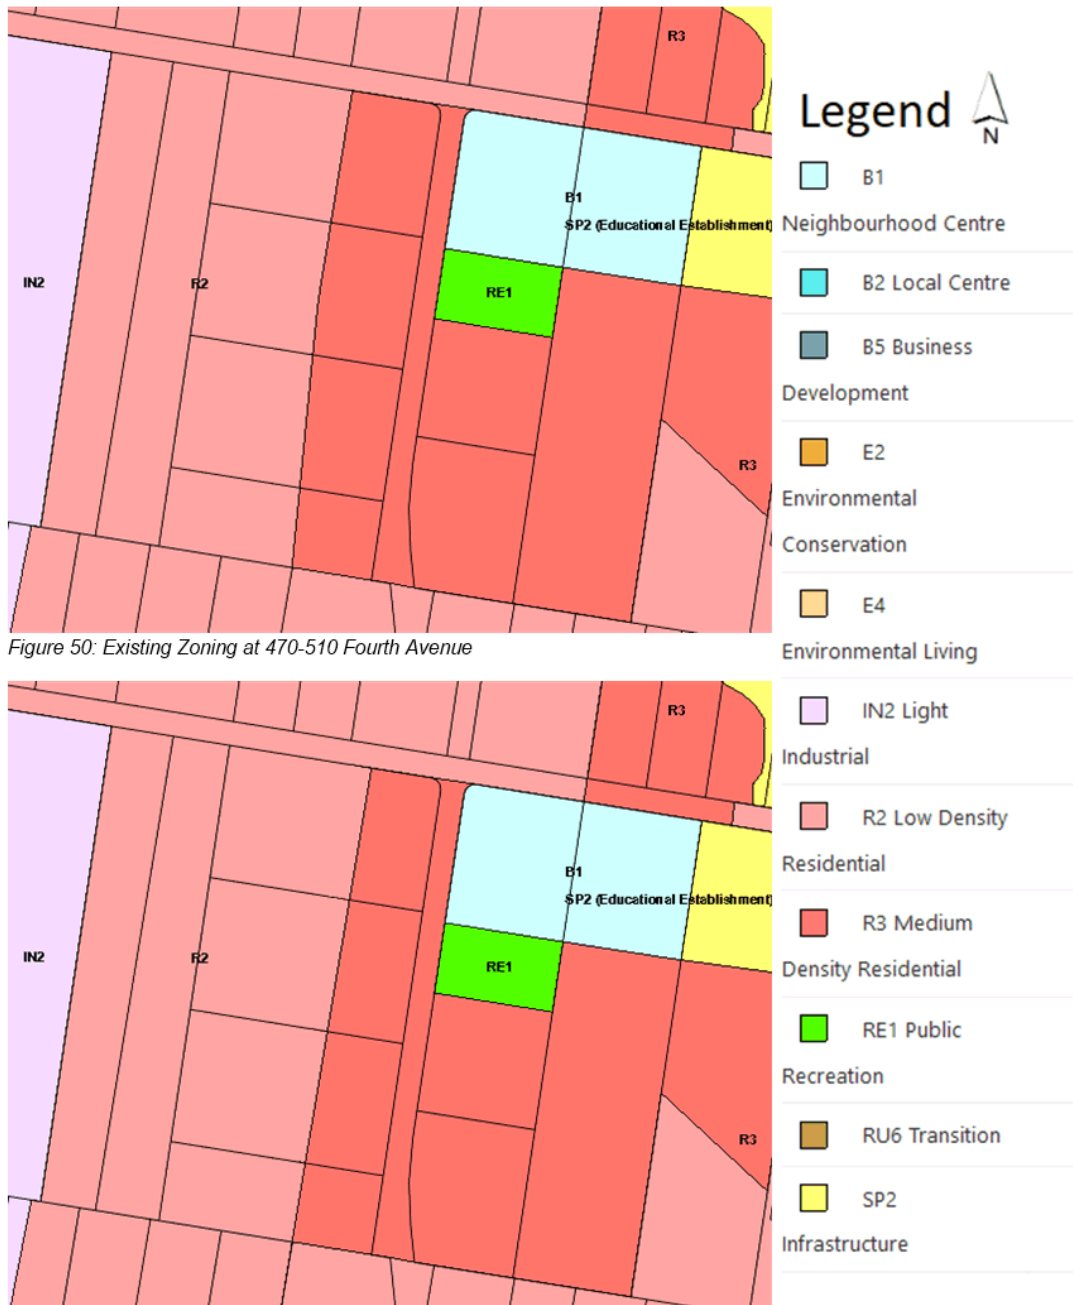 R3
B1
SP2 (Educational Establishment)
IN2
R2
RE1
R3
Figure 50: Existing Zoning at 470-510 Fourth Avenue
R3
B1
SP2 (Educational Establishment)
IN2
R2
RE1
R3
Legend
N
B1
Neighbourhood Centre
B2 Local Centre
B5 Business
Development
E2
Environmental
Conservation
E4
Environmental Living
IN2 Light
Industrial
R2 Low Density
Residential
R3 Medium
Density Residential
RE1 Public
Recreation
RU6 Transition
SP2
Infrastructure